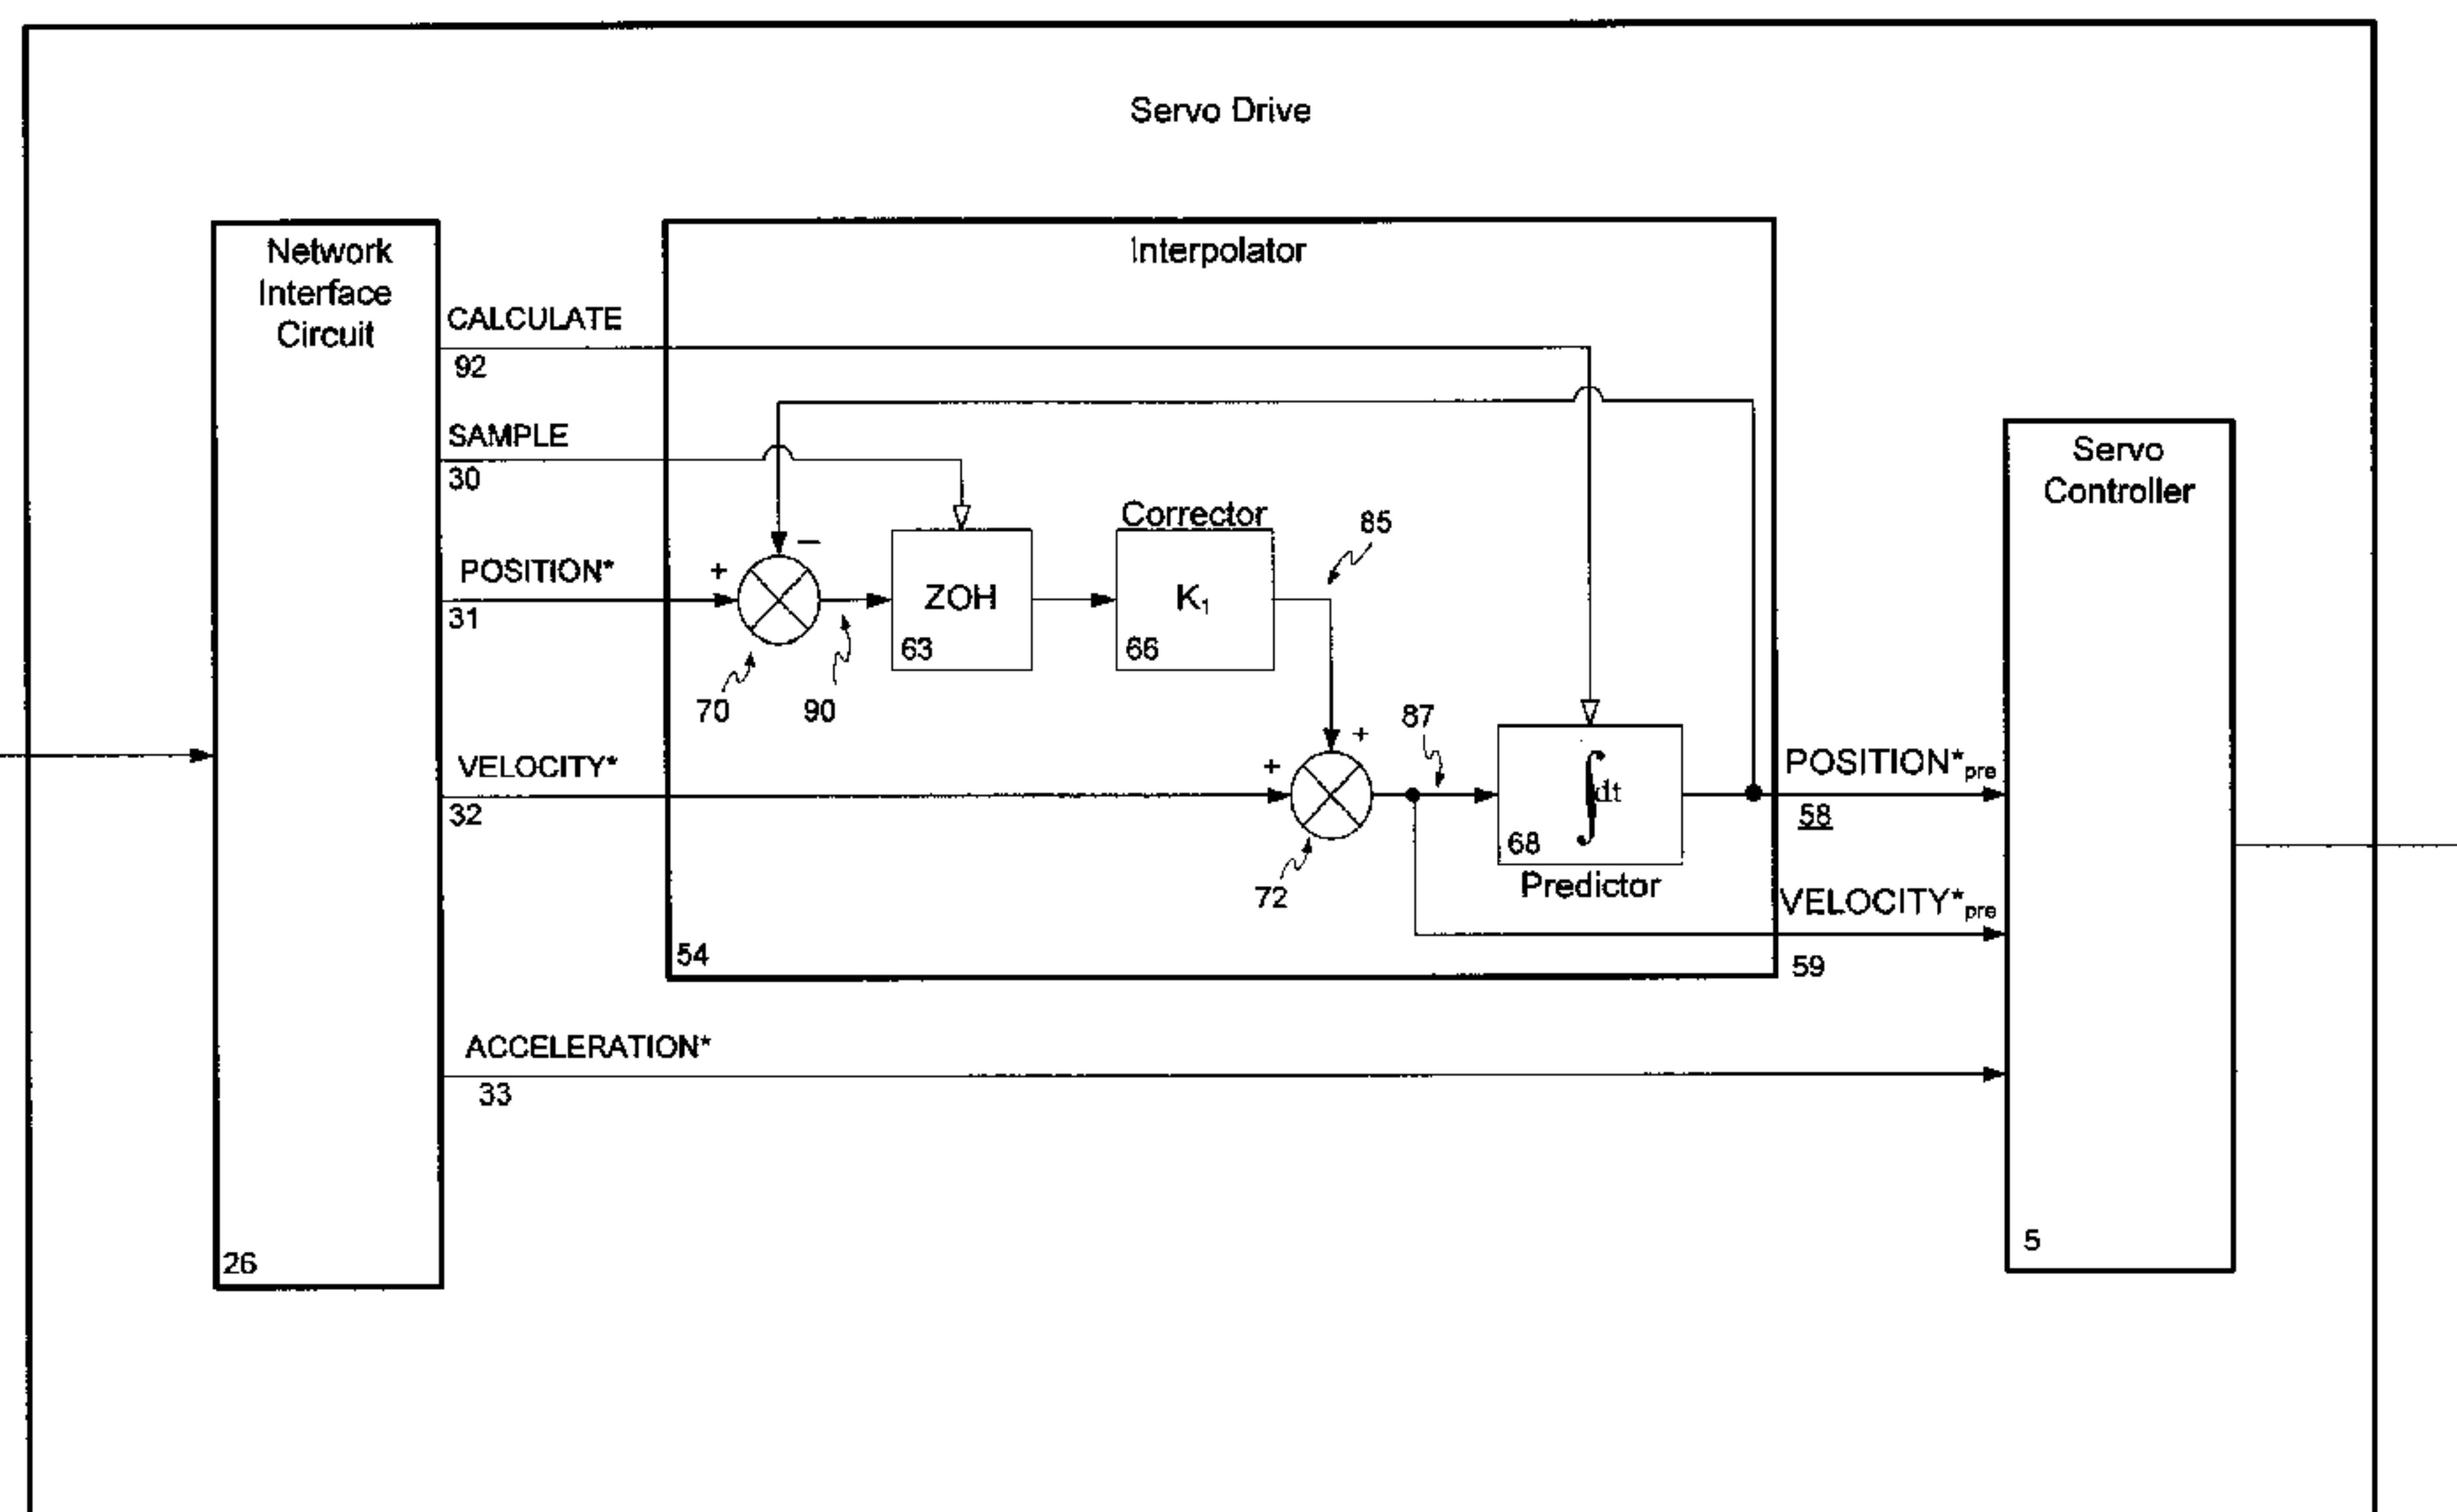 Servo Drive
Network
Interface
Circuit
Interpolator
CALCULATE
92
SAMPLE
30
Servo
Controller
Corrector
85
POSITION*
31
+
−
ZOH
63
K₁
66
70
90
VELOCITY*
32
+
+
87
72
∫dt
68
Predictor
POSITION*pre
58
VELOCITY*pre
59
54
ACCELERATION*
33
26
5